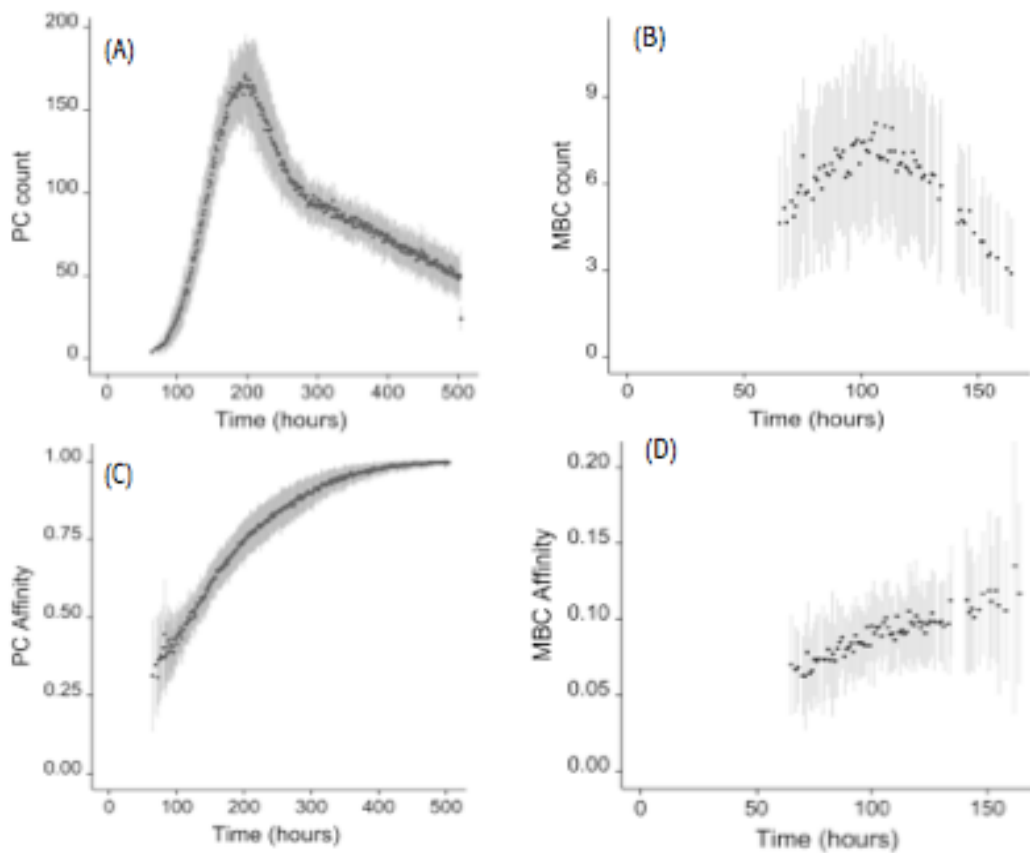 (A)
PC count
200
150
100
50
0
0 100 200 300 400 500
Time (hours)
(B)
MBC count
9
6
3
0
0 50 100 150
Time (hours)
(C)
PC Affinity
1.00
0.75
0.50
0.25
0.00
0 100 200 300 400 500
Time (hours)
(D)
MBC Affinity
0.20
0.15
0.10
0.05
0.00
0 50 100 150
Time (hours)